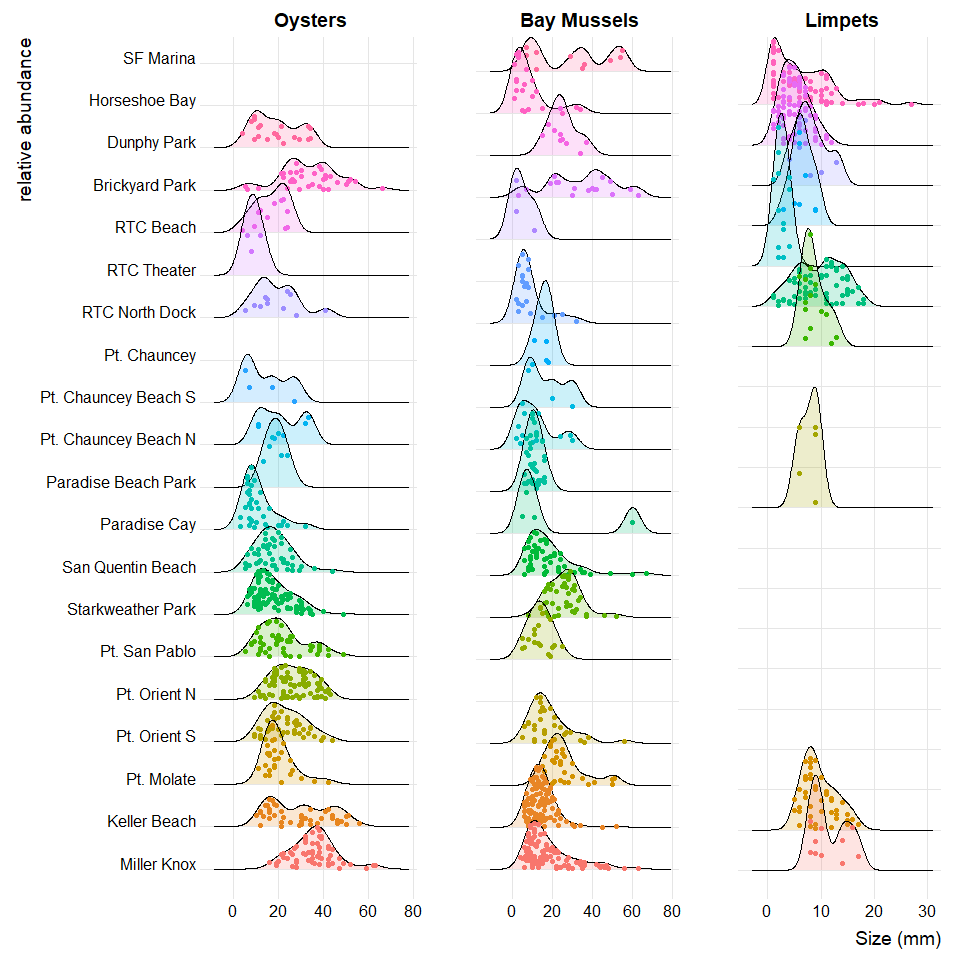 Oysters
Bay Mussels
Limpets
relative abundance
SF Marina
Horseshoe Bay
Dunphy Park
Brickyard Park
RTC Beach
RTC Theater
RTC North Dock
Pt. Chauncey
Pt. Chauncey Beach S
Pt. Chauncey Beach N
Paradise Beach Park
Paradise Cay
San Quentin Beach
Starkweather Park
Pt. San Pablo
Pt. Orient N
Pt. Orient S
Pt. Molate
Keller Beach
Miller Knox
0 20 40 60 80
0 20 40 60 80
0 10 20 30
Size (mm)